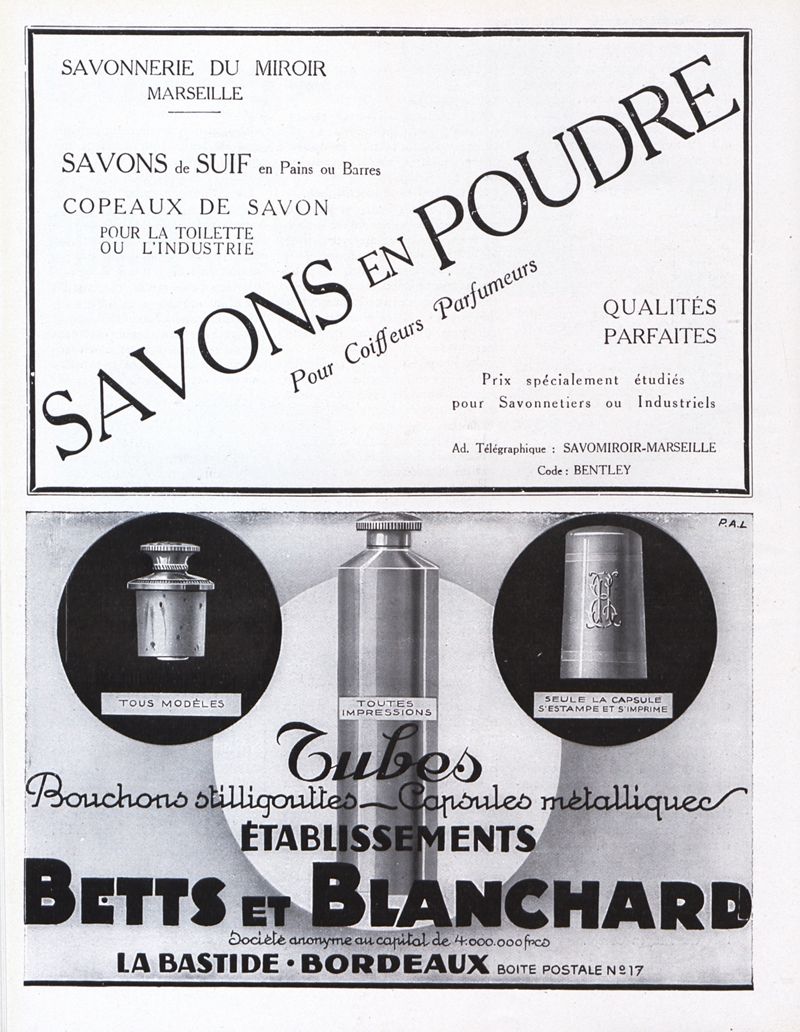 SAVONNERIE DU MIROIR
MARSEILLE
SAVONS de SUIF en Pains ou Barres
COPEAUX DE SAVON
POUR LA TOILETTE
OU L'INDUSTRIE
SAVONS EN POUDRE
Pour Coiffeurs Parfumeurs
QUALITÉS
PARFAITES
Prix spécialement étudiés
pour Savonnetiers ou Industriels
Ad. Télégraphique : SAVOMIROIR-MARSEILLE
Code : BENTLEY
P.A.L
TOUS MODÈLES
TOUTES
IMPRESSIONS
SEULE LA CAPSULE
S'ESTAMPE ET S'IMPRIME
Tubes
Bouchons stilligouttes — Capsules métalliques
ÉTABLISSEMENTS
BETTS ET BLANCHARD
Société anonyme au capital de 4.000.000 frcs
LA BASTIDE • BORDEAUX BOITE POSTALE Nº 17